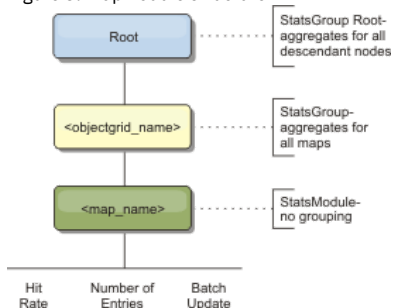 Root
StatsGroup Root-
aggregates for all
descendant nodes
<objectgrid_name>
StatsGroup-
aggregates for
all maps
<map_name>
StatsModule-
no grouping
Hit
Rate
Number of
Entries
Batch
Update